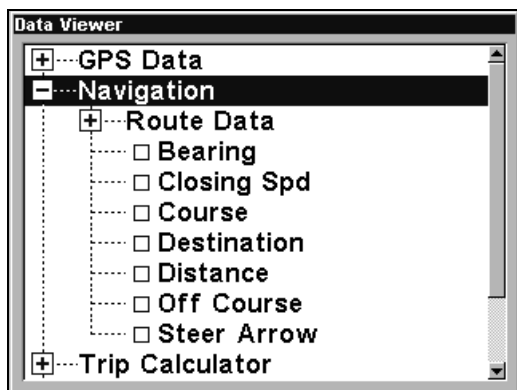 Data Viewer
GPS Data
Navigation
Route Data
Bearing
Closing Spd
Course
Destination
Distance
Off Course
Steer Arrow
Trip Calculator